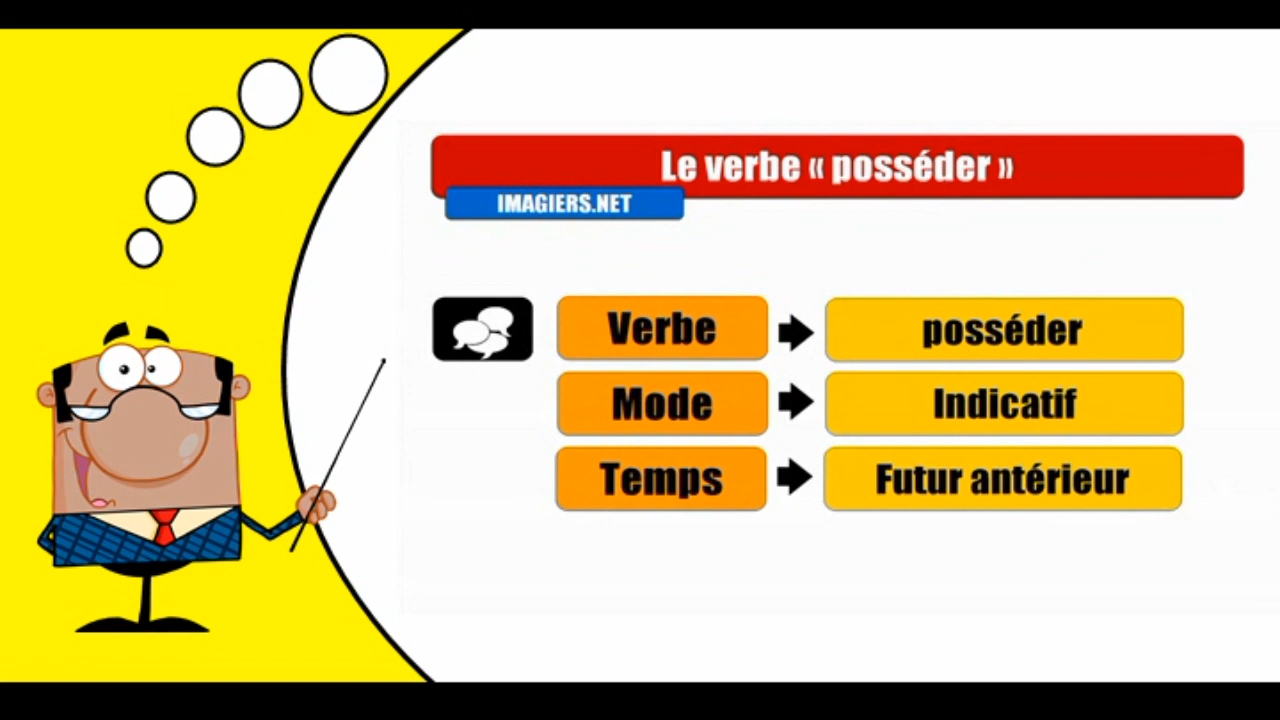 Le verbe « posséder »
IMAGIERS.NET
Verbe posséder
Mode Indicatif
Temps Futur antérieur